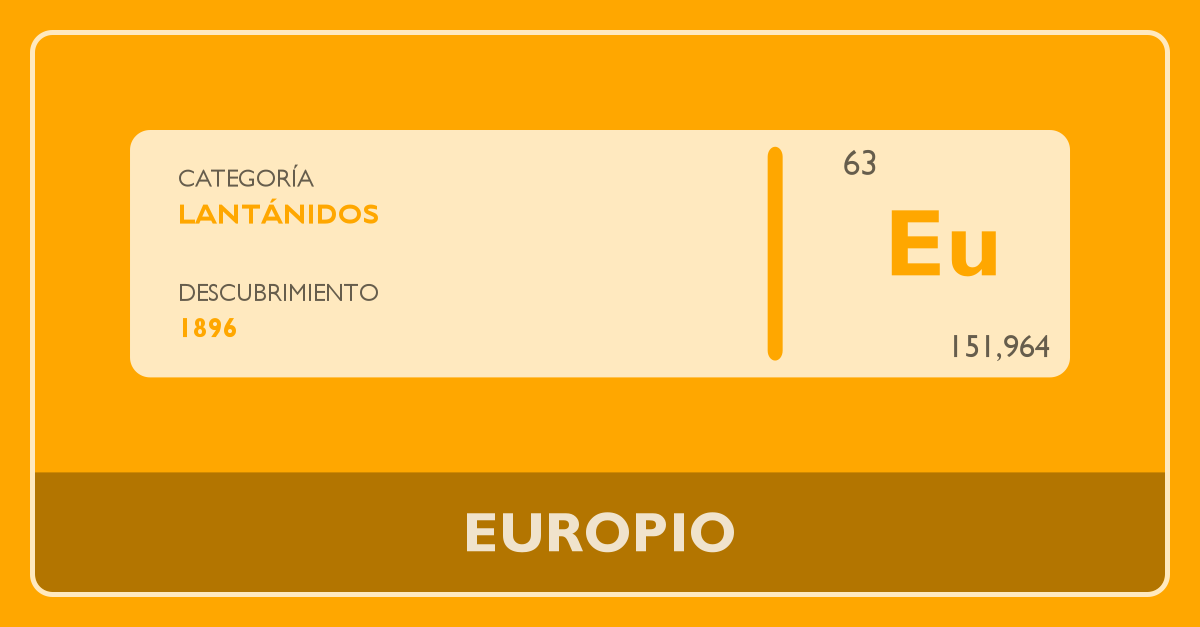 CATEGORÍA
LANTÁNIDOS
DESCUBRIMIENTO
1896
63
Eu
151,964
EUROPIO